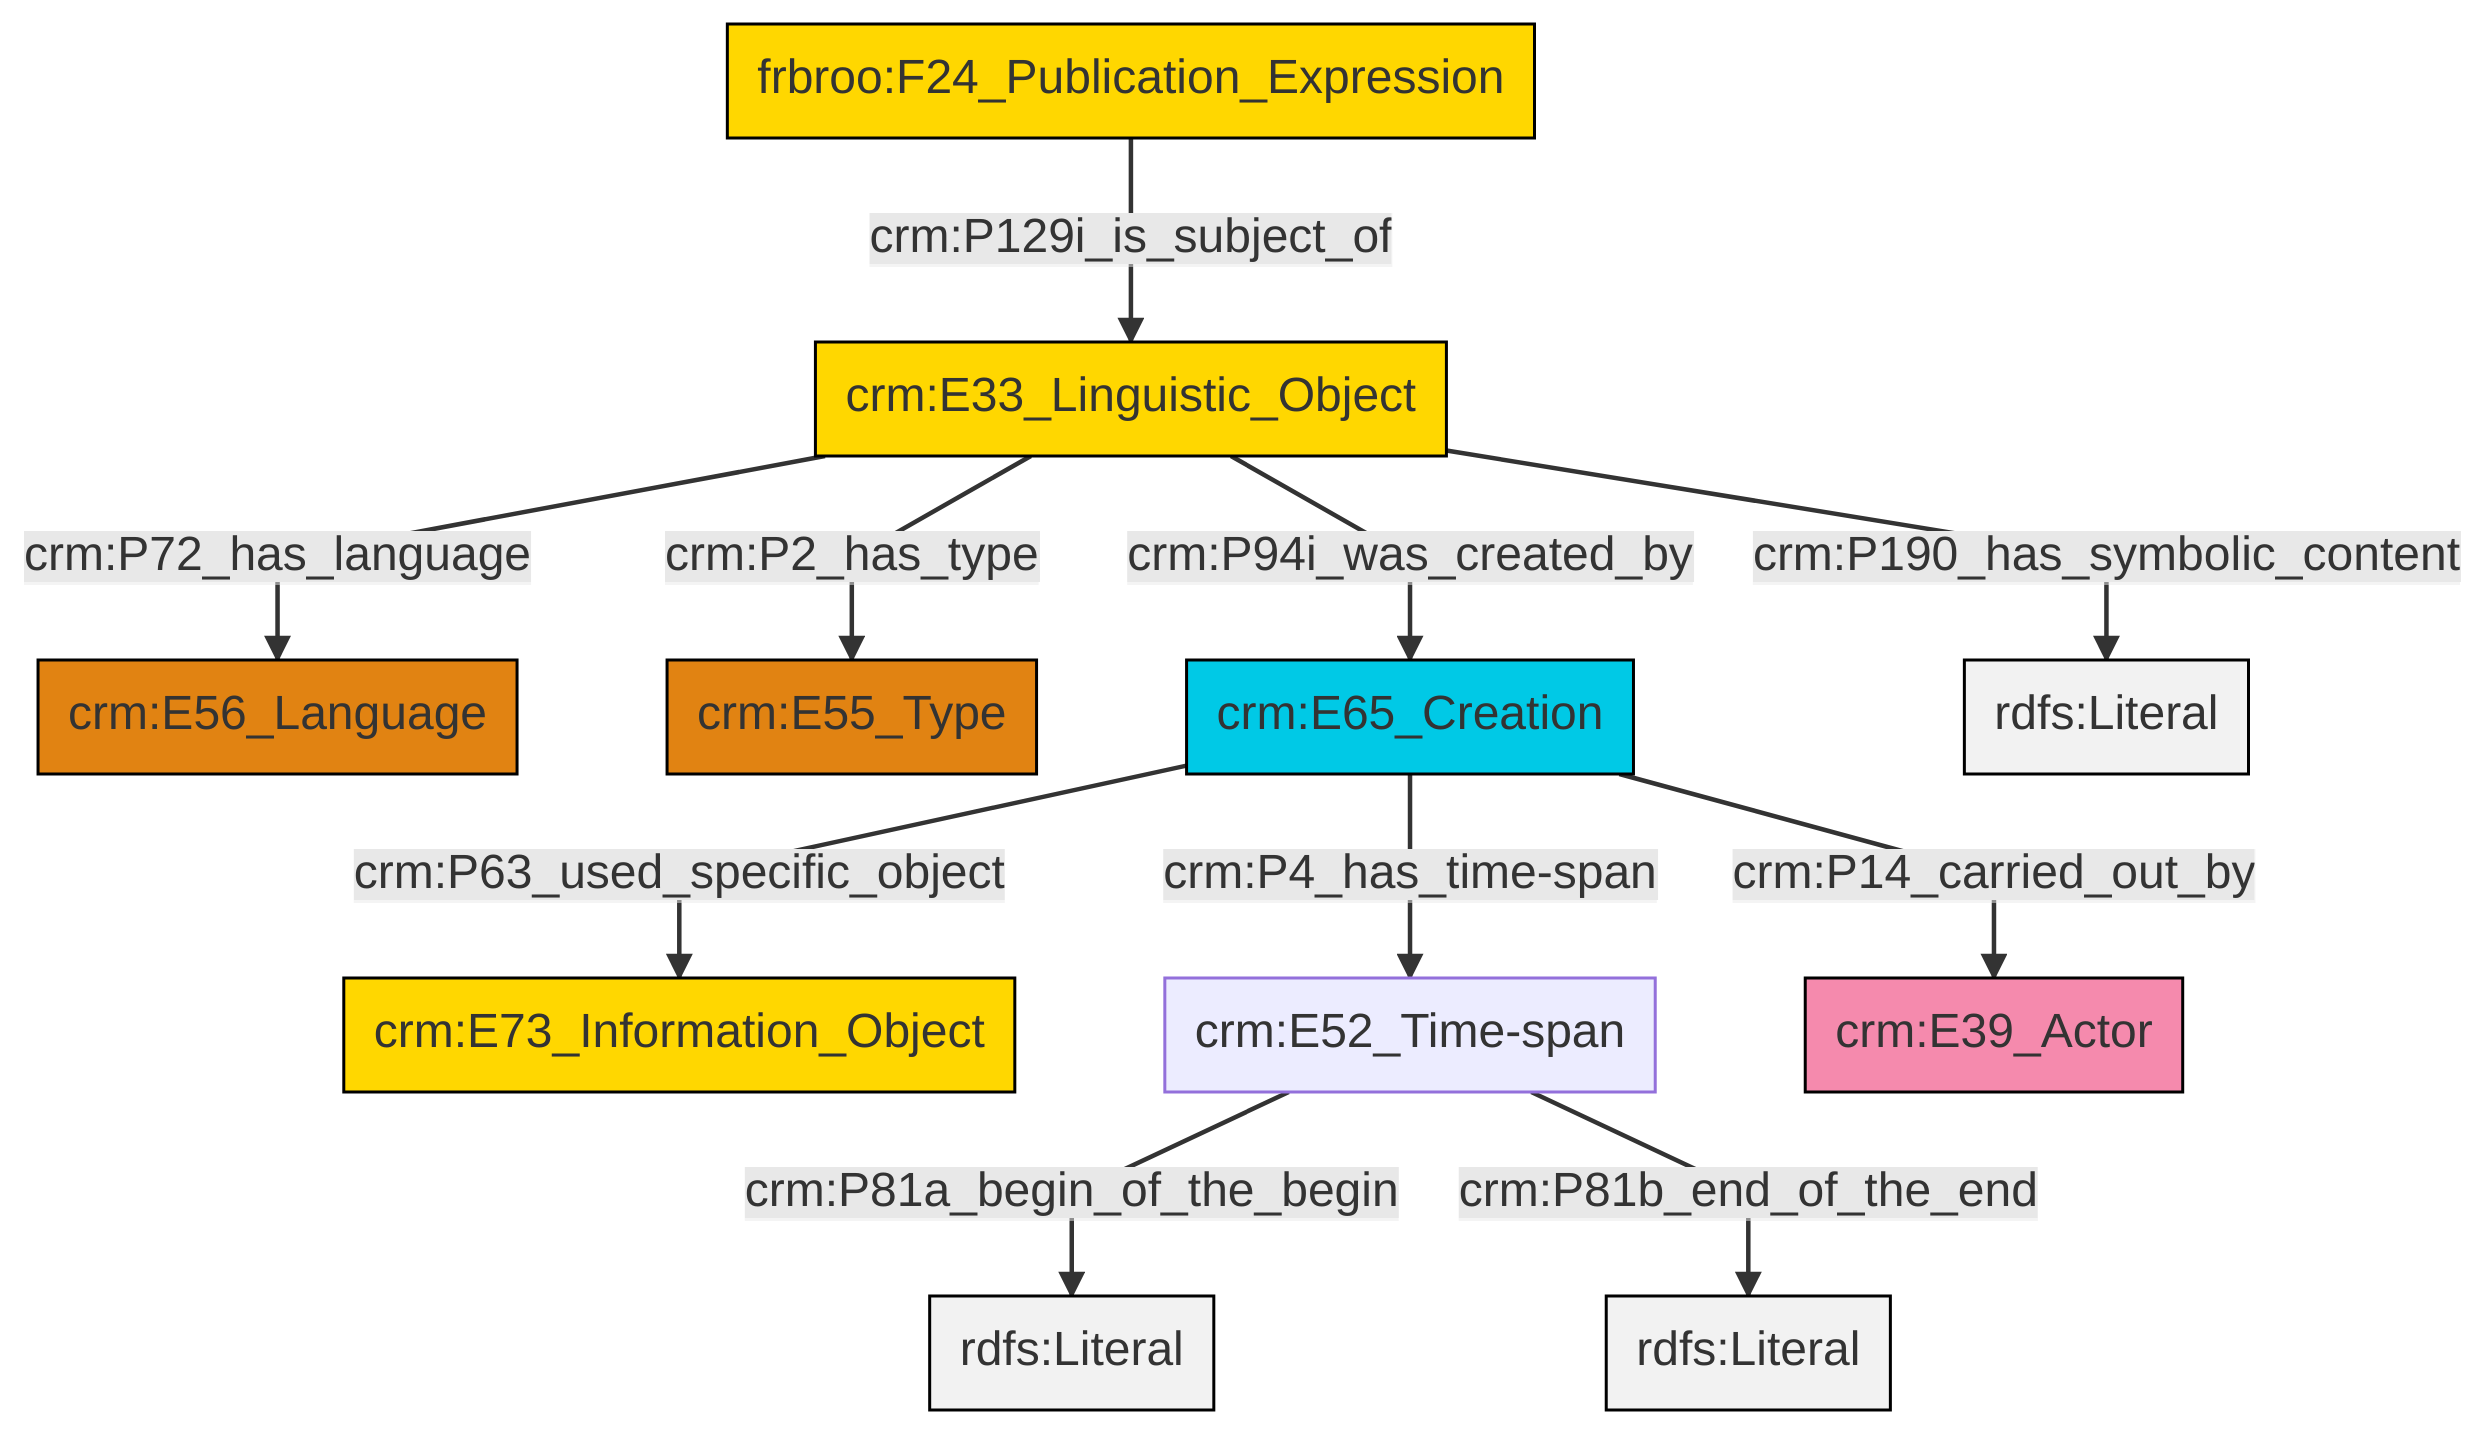 frbroo:F24_Publication_Expression
crm:P129i_is_subject_of
crm:E33_Linguistic_Object
crm:P72_has_language
crm:P2_has_type
crm:P94i_was_created_by
crm:P190_has_symbolic_content
crm:E56_Language
crm:E55_Type
crm:E65_Creation
rdfs:Literal
crm:P63_used_specific_object
crm:P4_has_time-span
crm:P14_carried_out_by
crm:E73_Information_Object
crm:E52_Time-span
crm:E39_Actor
crm:P81a_begin_of_the_begin
crm:P81b_end_of_the_end
rdfs:Literal
rdfs:Literal